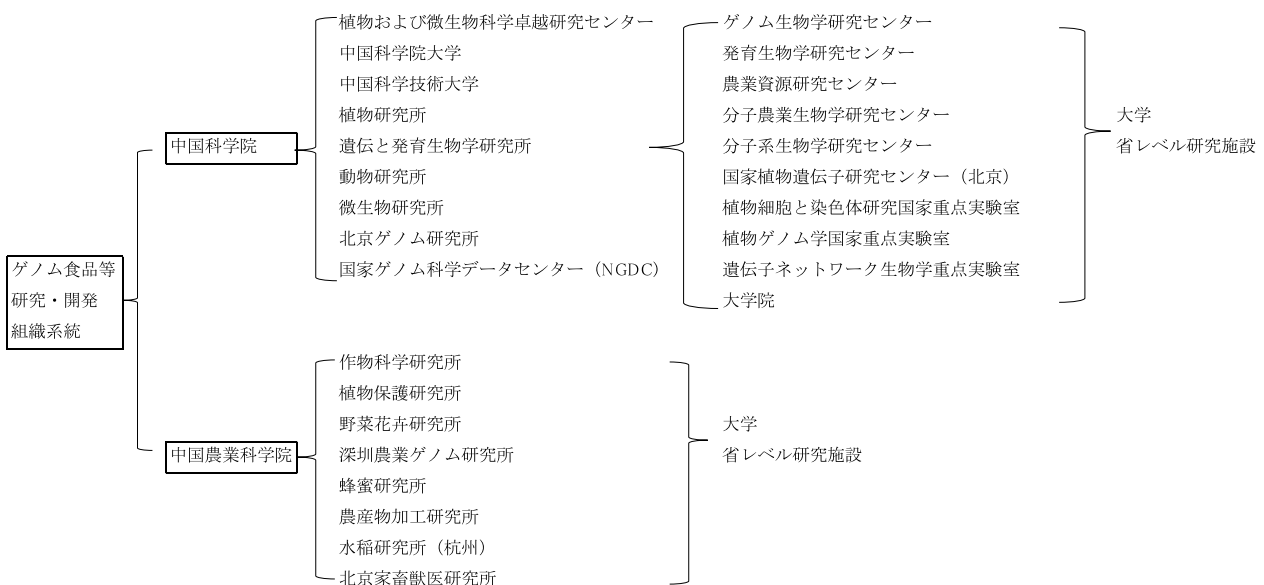 ゲノム食品等
研究・開発
組織系統
中国科学院
植物および微生物科学卓越研究センター
中国科学院大学
中国科学技術大学
植物研究所
遺伝と発育生物学研究所
動物研究所
微生物研究所
北京ゲノム研究所
国家ゲノム科学データセンター（NGDC）
ゲノム生物学研究センター
発育生物学研究センター
農業資源研究センター
分子農業生物学研究センター
分子系生物学研究センター
国家植物遺伝子研究センター（北京）
植物細胞と染色体研究国家重点実験室
植物ゲノム学国家重点実験室
遺伝子ネットワーク生物学重点実験室
大学院
大学
省レベル研究施設
中国農業科学院
作物科学研究所
植物保護研究所
野菜花卉研究所
深圳農業ゲノム研究所
蜂蜜研究所
農産物加工研究所
水稲研究所（杭州）
北京家畜獣医研究所
大学
省レベル研究施設